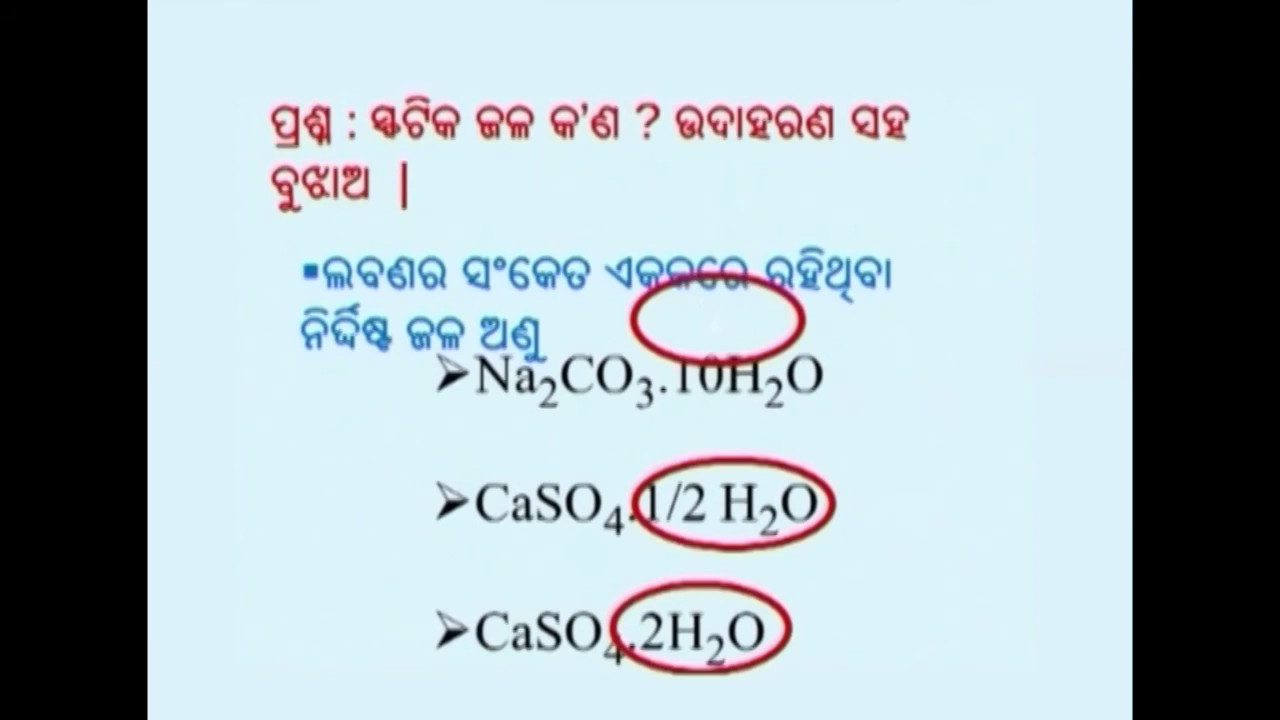 ପ୍ରଶ୍ନ : ସ୍ଫଟିକ ଜଳ କ'ଣ ? ଉଦାହରଣ ସହ
ବୁଝାଅ |
▪ଲବଣର ସଂକେତ ଏକକରେ ରହିଥିବା
ନିର୍ଦ୍ଦିଷ୍ଟ ଜଳ ଅଣୁ
➢Na₂CO₃.10H₂O
➢CaSO₄.1/2 H₂O
➢CaSO₄.2H₂O